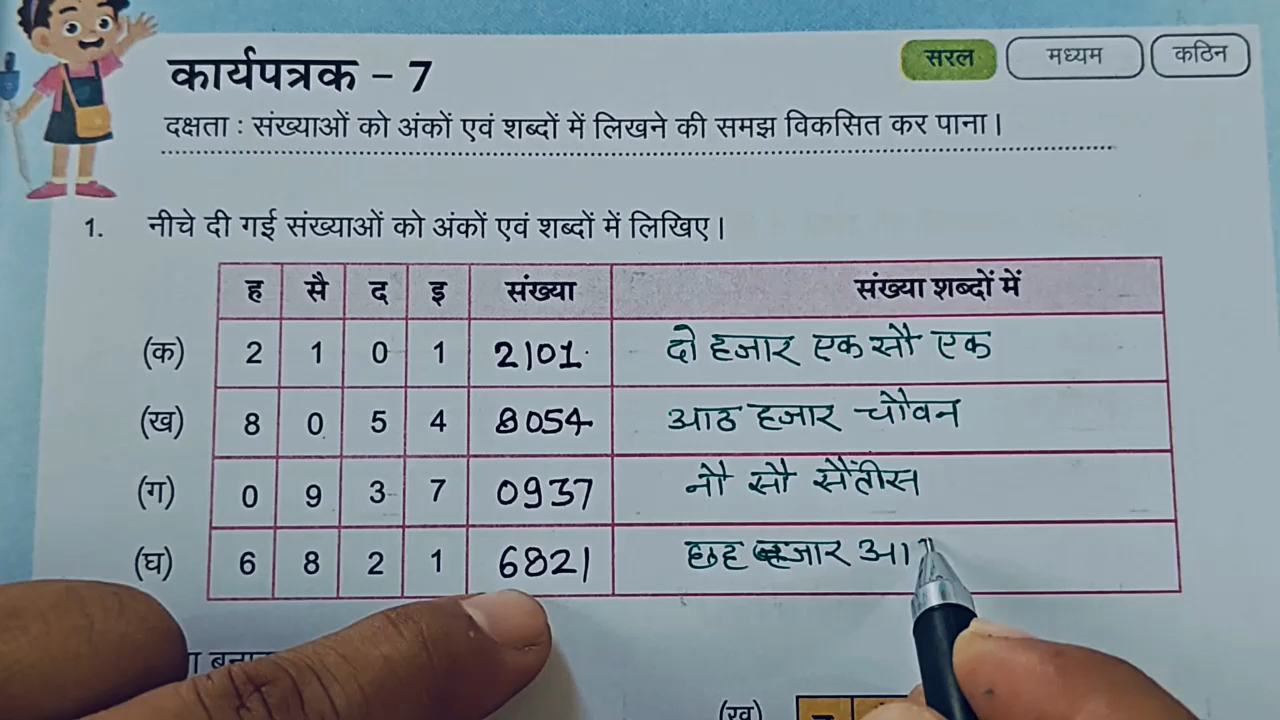 कार्यपत्रक – 7
सरल मध्यम कठिन
दक्षता : संख्याओं को अंकों एवं शब्दों में लिखने की समझ विकसित कर पाना।
1. नीचे दी गई संख्याओं को अंकों एवं शब्दों में लिखिए।
ह सै द इ संख्या संख्या शब्दों में
(क) 2 1 0 1 2101 दो हजार एक सौ एक
(ख) 8 0 5 4 8054 आठ हजार चौवन
(ग) 0 9 3 7 0937 नौ सौ सैंतीस
(घ) 6 8 2 1 6821 छह हजार आ
(ख)